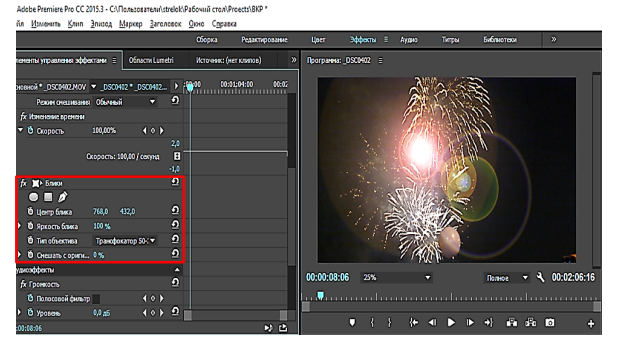 Adobe Premiere Pro CC 2015.3 - C:\Пользователи\strelok\Рабочий стол\Proects\BKP *
йл Изменить Клип Эпизод Маркер Заголовок Окно Справка
Сборка Редактирование Цвет Эффекты Аудио Титры Библиотеки »
лементы управления эффектами Области Lumetri Источник: (нет клипов) » Программа: _DSC0402
новной * _DSC0402.MOV _DSC0402 * _DSC0402... :00:00 00:01:04:00 00:02
Режим смешивания Обычный
fx Изменение времени
Скорость 100,00%
2,0
Скорость: 100,00 / секунд
-1,0
fx Блики
Центр блика 768,0 432,0
Яркость блика 100 %
Тип объектива Трансфокатор 50-
Смешать с ориги... 0 %
удиоэффекты
fx Громкость
Полосовой фильтр
Уровень 0,0 дБ
00:08:06
00:00:08:06 25% Полное 00:02:06:16